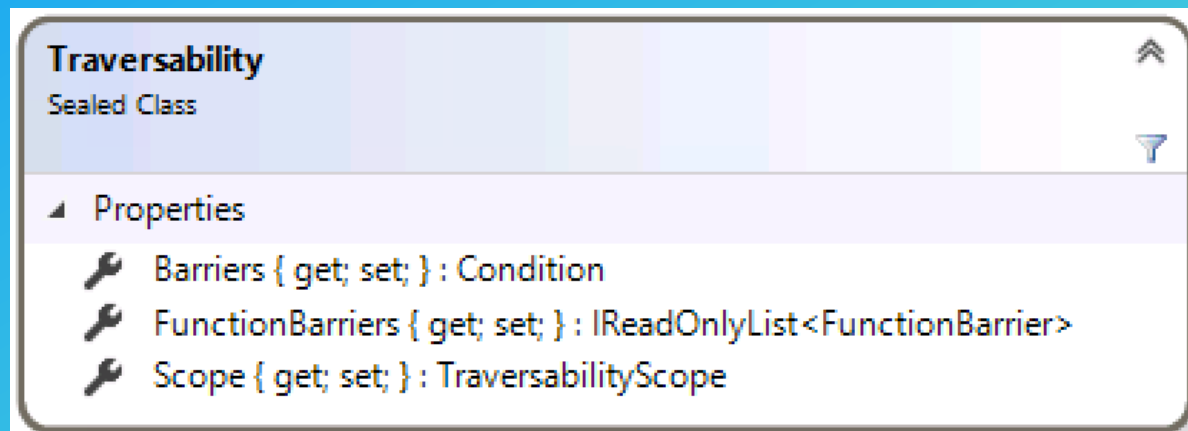 Traversability
Sealed Class
Properties
Barriers { get; set; } : Condition
FunctionBarriers { get; set; } : IReadOnlyList<FunctionBarrier>
Scope { get; set; } : TraversabilityScope